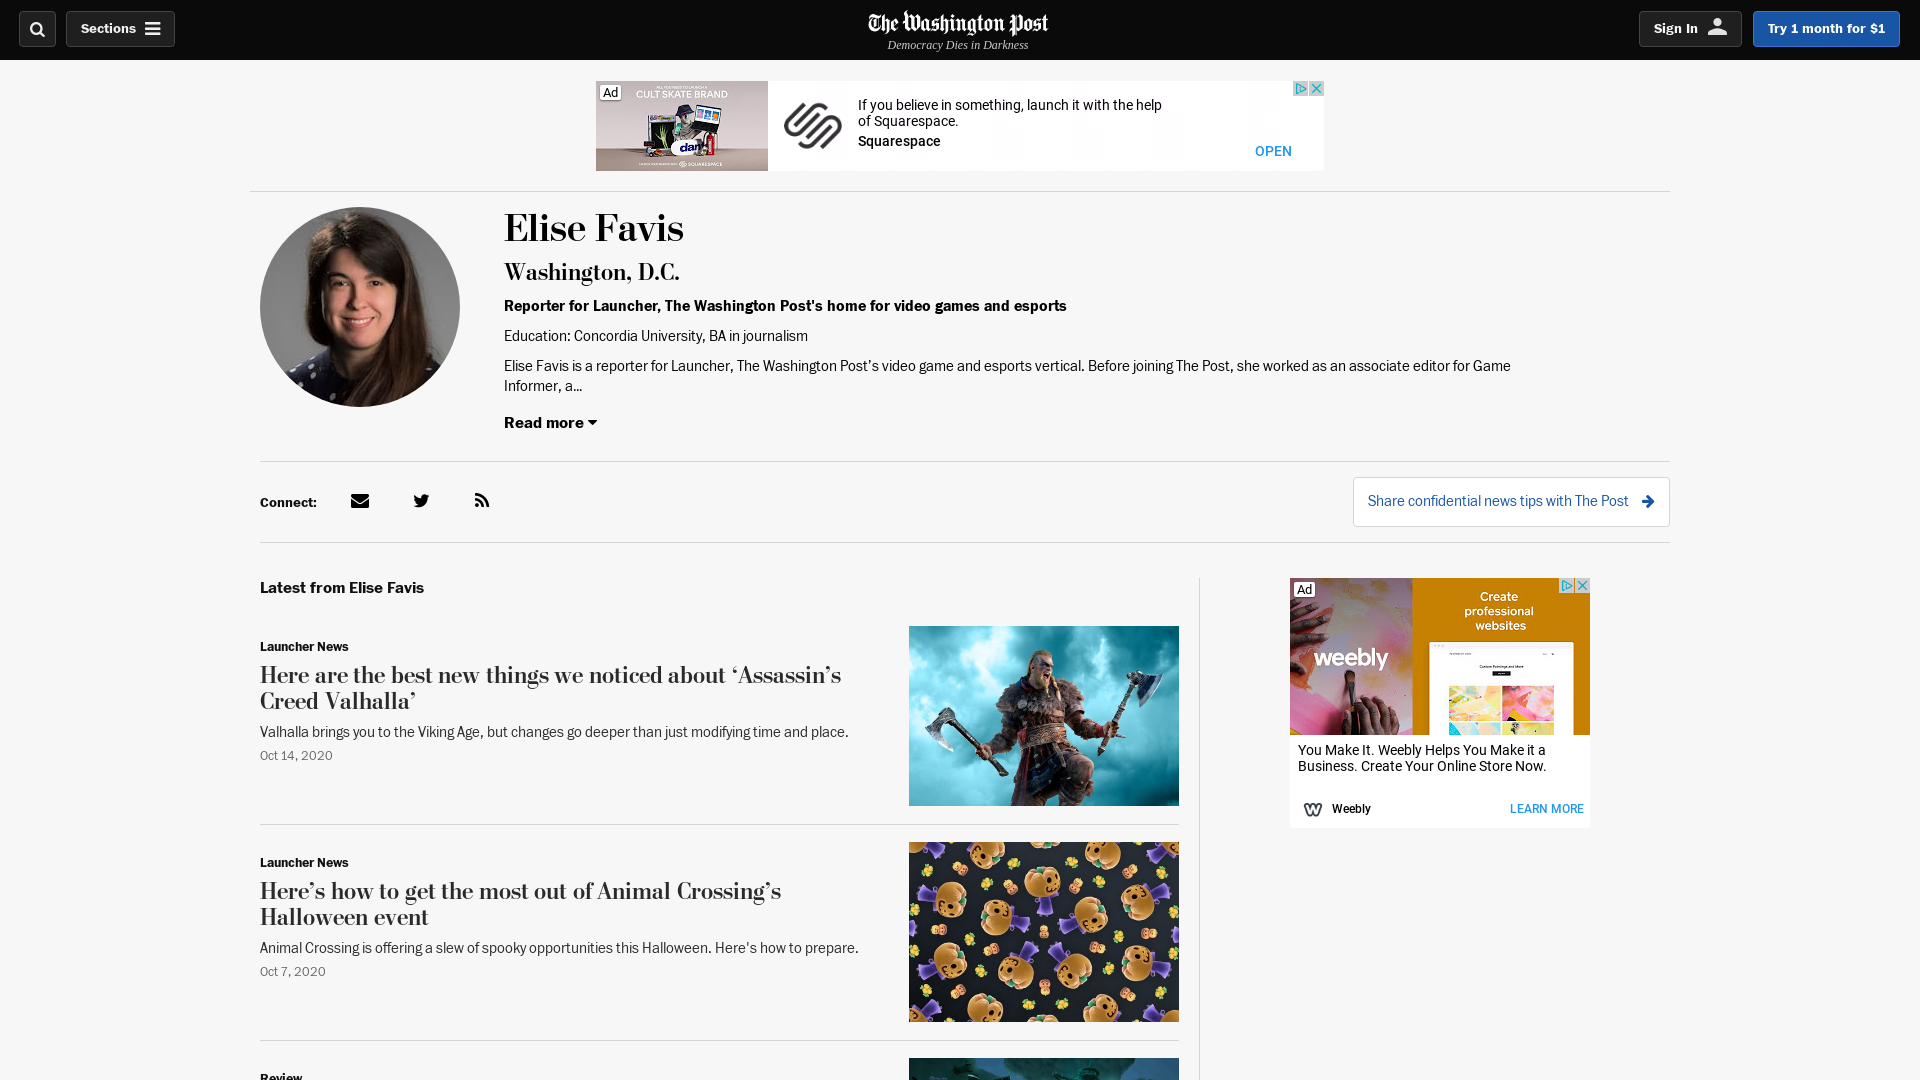 Sections
The Washington Post
Democracy Dies in Darkness
Sign In
Try 1 month for $1
Ad
CULT SKATE BRAND
dam
SQUARESPACE
If you believe in something, launch it with the help
of Squarespace.
Squarespace
OPEN
Elise Favis
Washington, D.C.
Reporter for Launcher, The Washington Post's home for video games and esports
Education: Concordia University, BA in journalism
Elise Favis is a reporter for Launcher, The Washington Post's video game and esports vertical. Before joining The Post, she worked as an associate editor for Game
Informer, a...
Read more
Connect:
Share confidential news tips with The Post
Latest from Elise Favis
Launcher News
Here are the best new things we noticed about ‘Assassin’s
Creed Valhalla’
Valhalla brings you to the Viking Age, but changes go deeper than just modifying time and place.
Oct 14, 2020
Launcher News
Here’s how to get the most out of Animal Crossing’s
Halloween event
Animal Crossing is offering a slew of spooky opportunities this Halloween. Here's how to prepare.
Oct 7, 2020
Review
Ad
Create
professional
websites
weebly
You Make It. Weebly Helps You Make it a
Business. Create Your Online Store Now.
Weebly
LEARN MORE